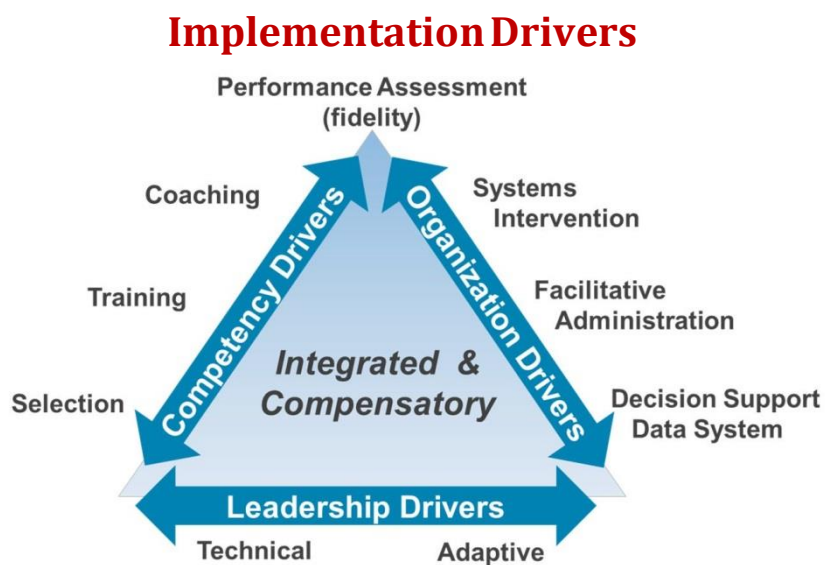 Implementation Drivers
Performance Assessment
(fidelity)
Coaching
Training
Selection
Competency Drivers
Systems
Intervention
Facilitative
Administration
Decision Support
Data System
Organization Drivers
Integrated &
Compensatory
Leadership Drivers
Technical
Adaptive